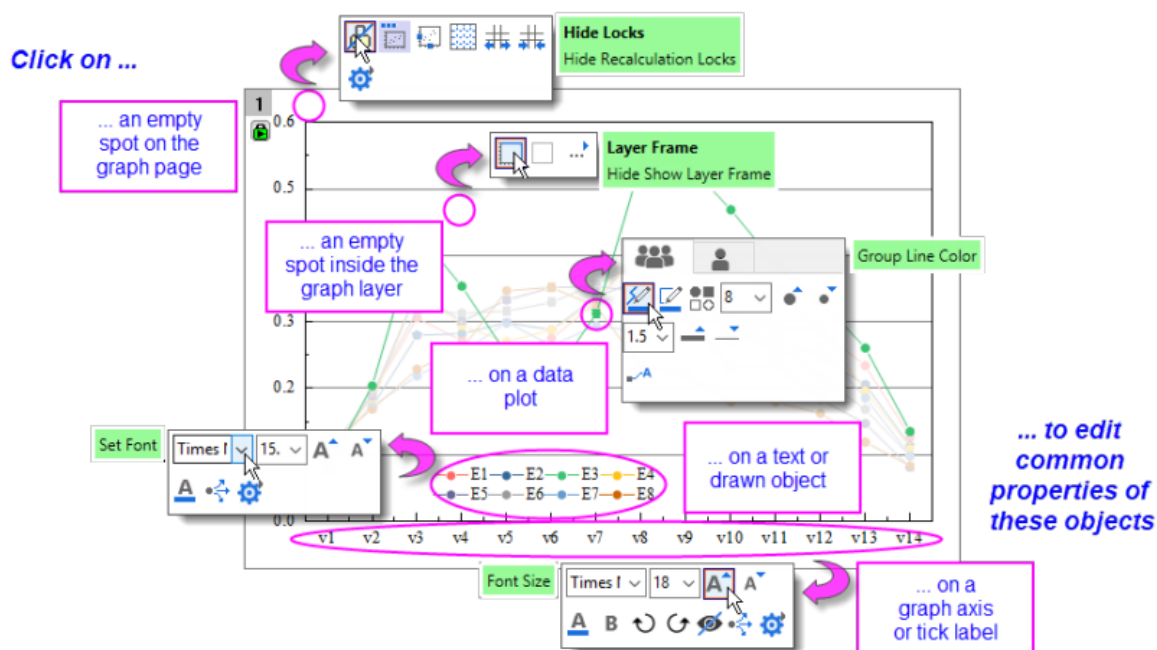 Hide Locks
Hide Recalculation Locks
Click on ...
1
... an empty
spot on the
graph page
0.6
Layer Frame
Hide Show Layer Frame
...
0.5
... an empty
spot inside the
graph layer
Group Line Color
8
0.3
1.5
A
... on a data
plot
0.2
Set Font
Times
15.
A A
A
... on a text or
drawn object
... to edit
common
properties of
these objects
E1 E2 E3 E4
E5 E6 E7 E8
0.0
v1 v2 v3 v4 v5 v6 v7 v8 v9 v10 v11 v12 v13 v14
Font Size
Times
18
A A
A B
... on a
graph axis
or tick label